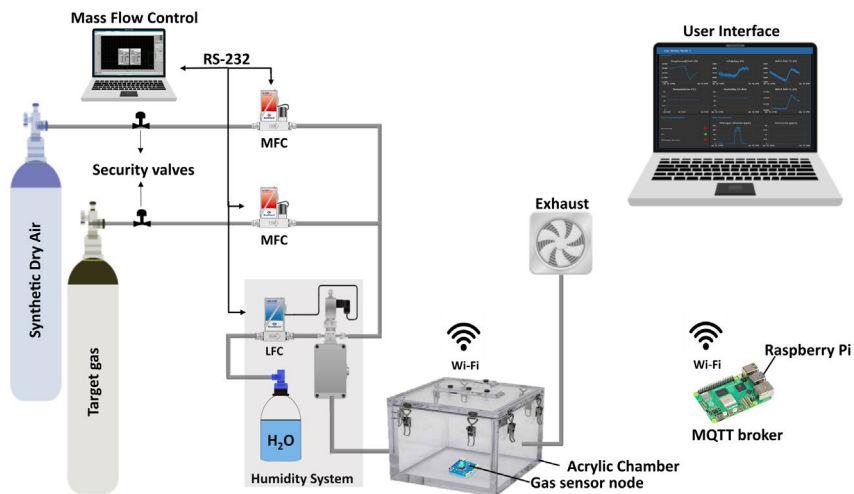 Mass Flow Control
User Interface
RS-232
MFC
Security valves
MFC
Exhaust
Synthetic Dry Air
Target gas
LFC
Wi-Fi
Wi-Fi
Raspberry Pi
H₂O
MQTT broker
Humidity System
Acrylic Chamber
Gas sensor node